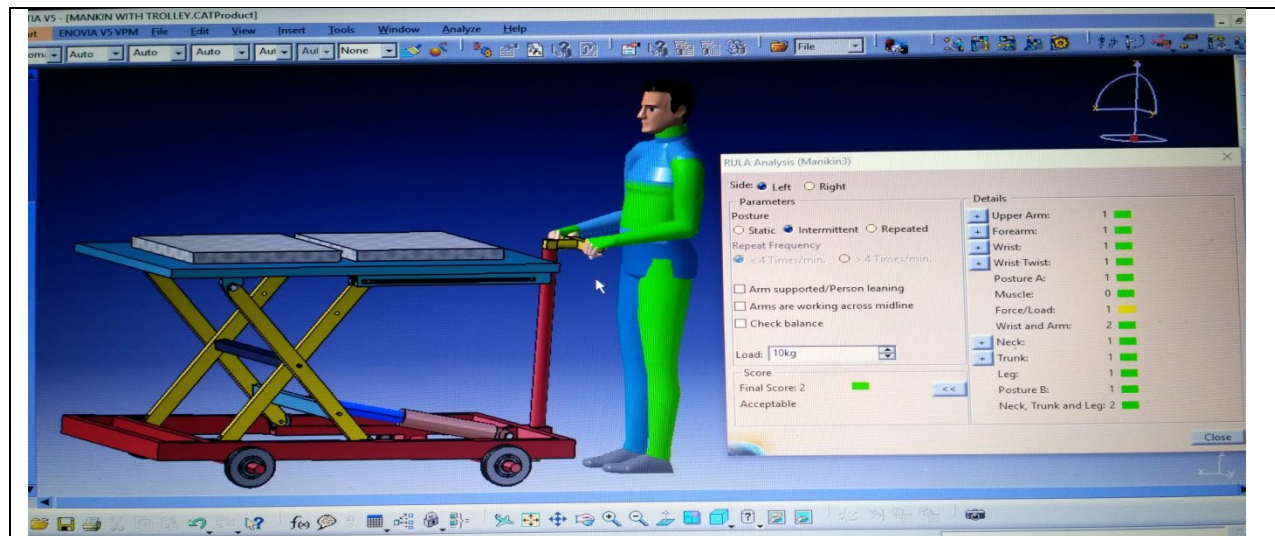 TIA V5 - [MANKIN WITH TROLLEY.CATProduct]
art ENOVIA V5 VPM File Edit View Insert Tools Window Analyze Help
Auto Auto Auto Aut Aut None File
RULA Analysis (Manikin3)
Side: Left Right
Parameters
Posture
Static Intermittent Repeated
Repeat Frequency
< 4 Times/min. > 4 Times/min.
Arm supported/Person leaning
Arms are working across midline
Check balance
Load: 10kg
Score
Final Score: 2 <<
Acceptable
Details
+ Upper Arm: 1
+ Forearm: 1
+ Wrist: 1
+ Wrist Twist: 1
Posture A: 1
Muscle: 0
Force/Load: 1
Wrist and Arm: 2
+ Neck: 1
+ Trunk: 1
Leg: 1
Posture B: 1
Neck, Trunk and Leg: 2
Close
f(x)